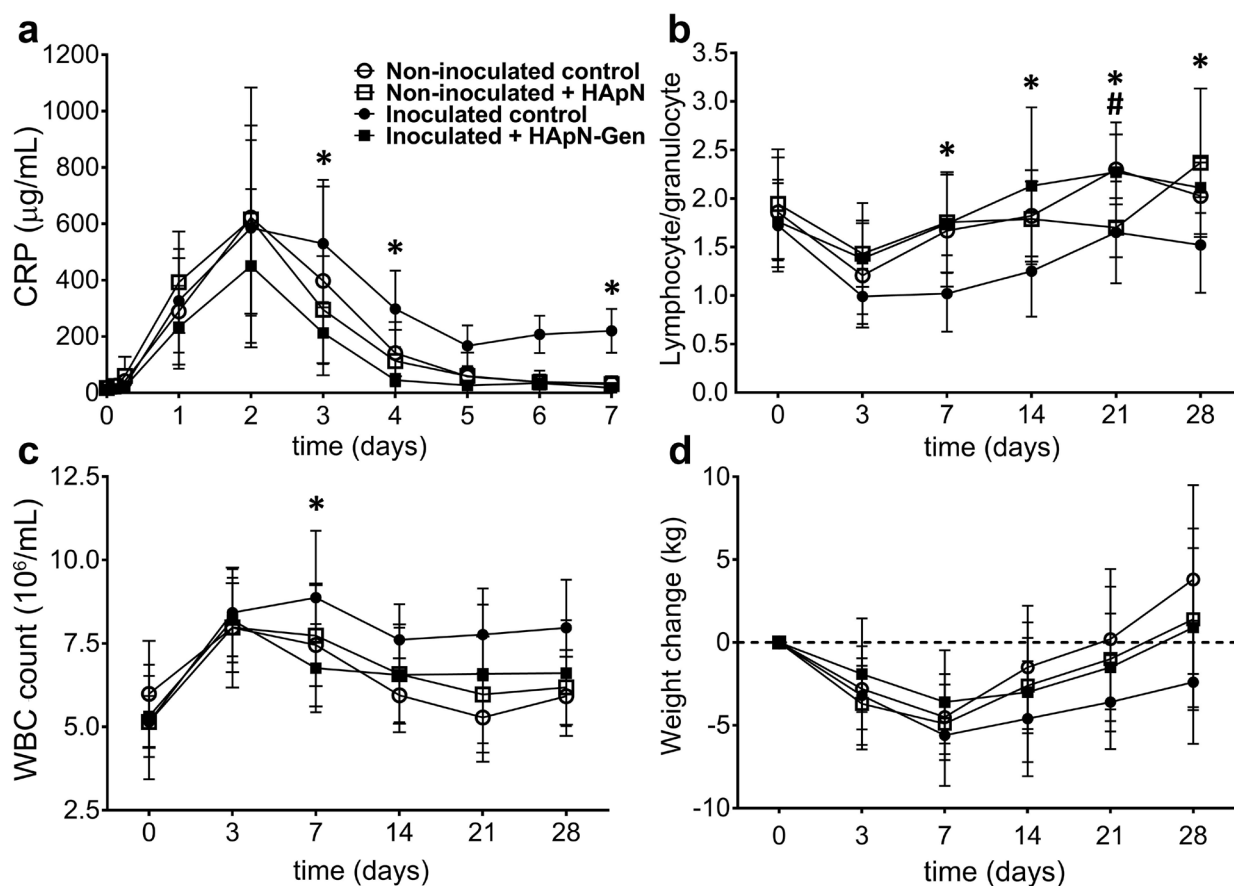 a
1200
1000
800
600
400
200
0
CRP (µg/mL)
Non-inoculated control
Non-inoculated + HApN
Inoculated control
Inoculated + HApN-Gen
*
*
*
0 1 2 3 4 5 6 7
time (days)
b
3.5
3.0
2.5
2.0
1.5
1.0
0.5
0.0
Lymphocyte/granulocyte
*
*
*
#
*
0 3 7 14 21 28
time (days)
c
12.5
10.0
7.5
5.0
2.5
WBC count (10⁶/mL)
*
0 3 7 14 21 28
time (days)
d
10
5
0
-5
-10
Weight change (kg)
0 3 7 14 21 28
time (days)